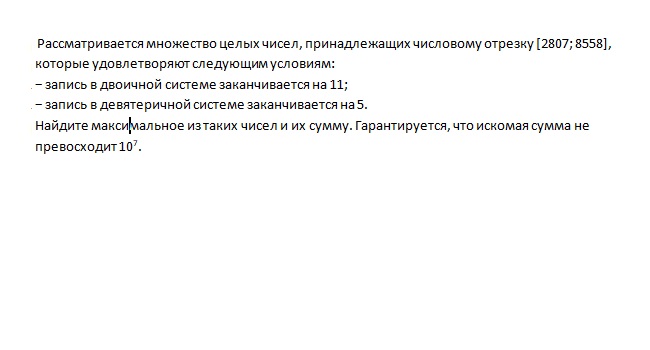 Рассматривается множество целых чисел, принадлежащих числовому отрезку [2807; 8558],
которые удовлетворяют следующим условиям:
− запись в двоичной системе заканчивается на 11;
− запись в девятеричной системе заканчивается на 5.
Найдите максимальное из таких чисел и их сумму. Гарантируется, что искомая сумма не
превосходит 10⁷.